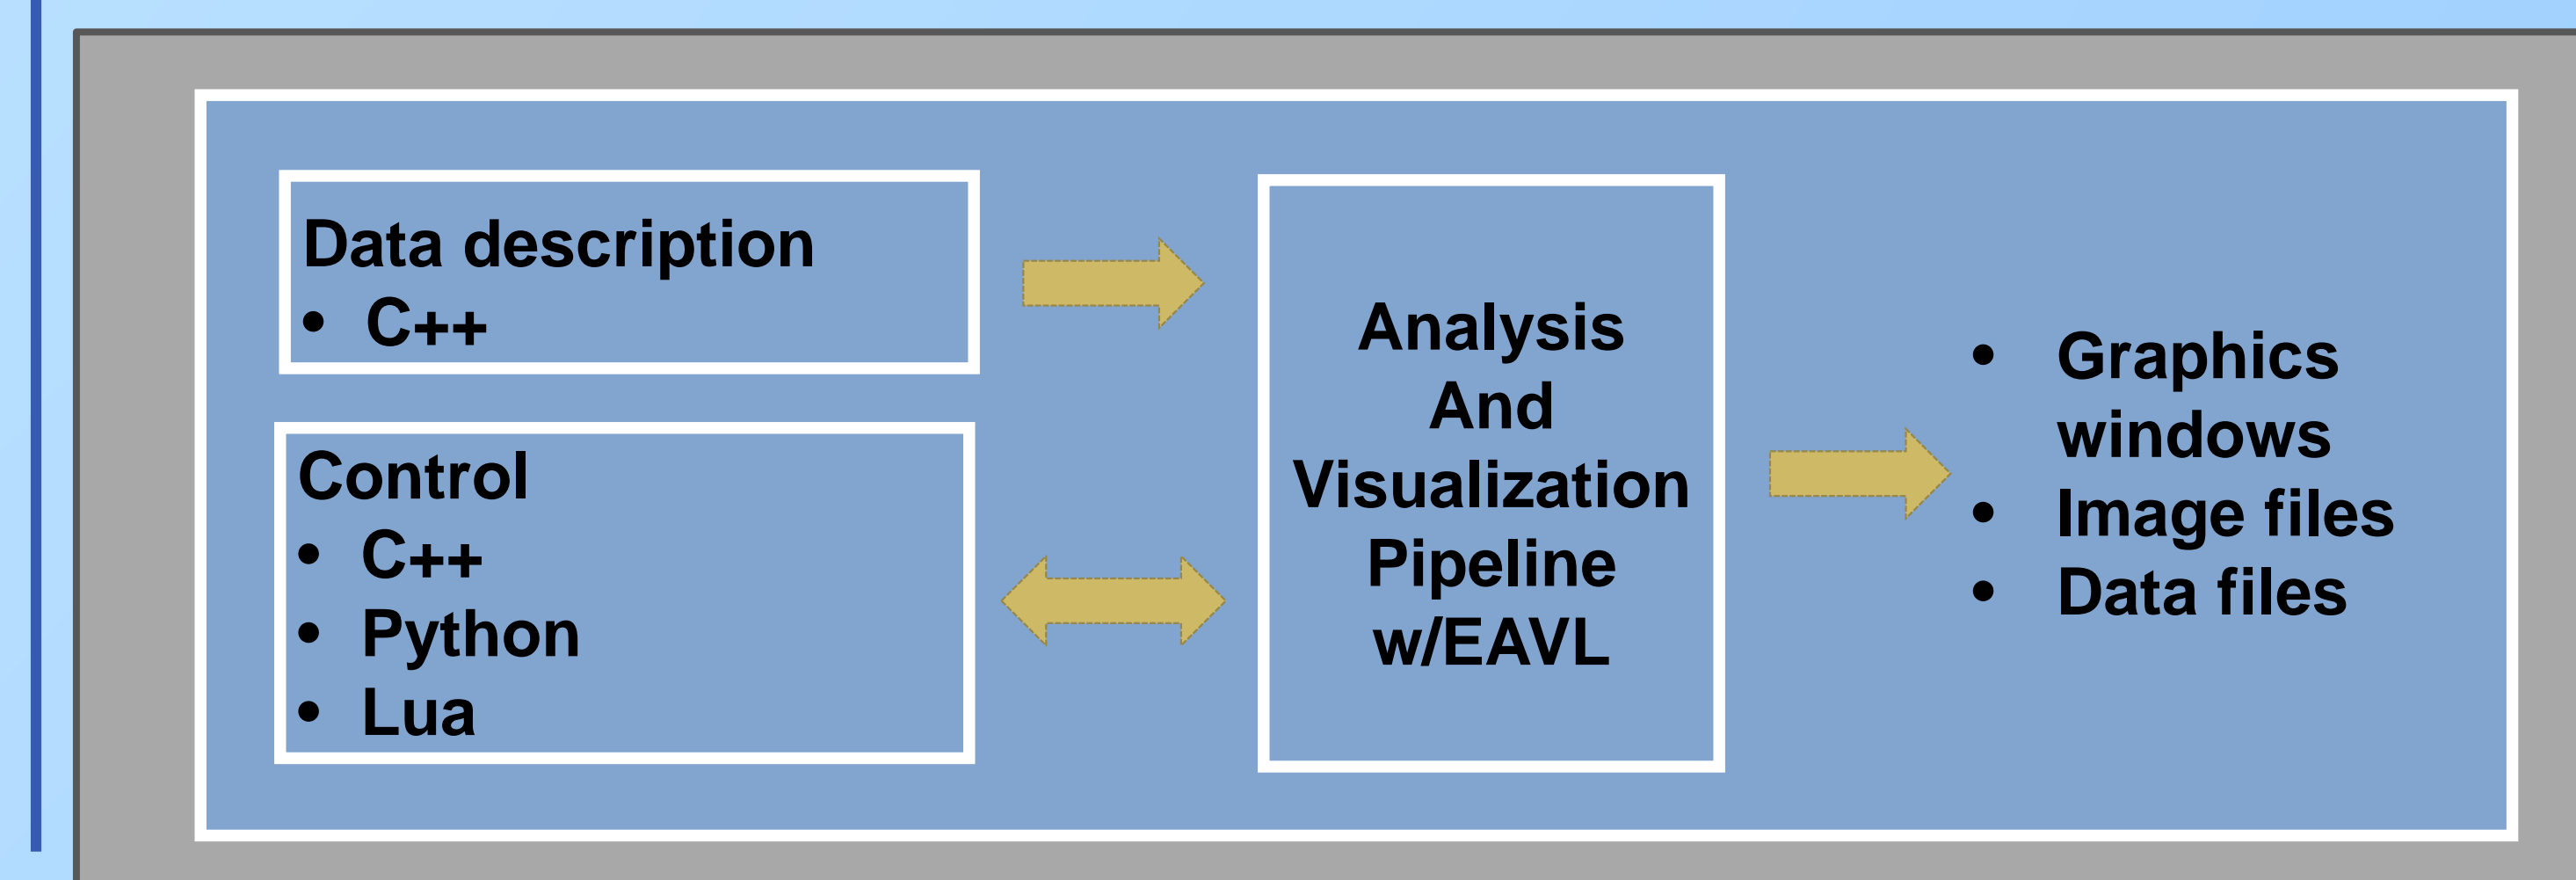 Data description
• C++
Control
• C++
• Python
• Lua
Analysis
And
Visualization
Pipeline
w/EAVL
• Graphics
windows
• Image files
• Data files